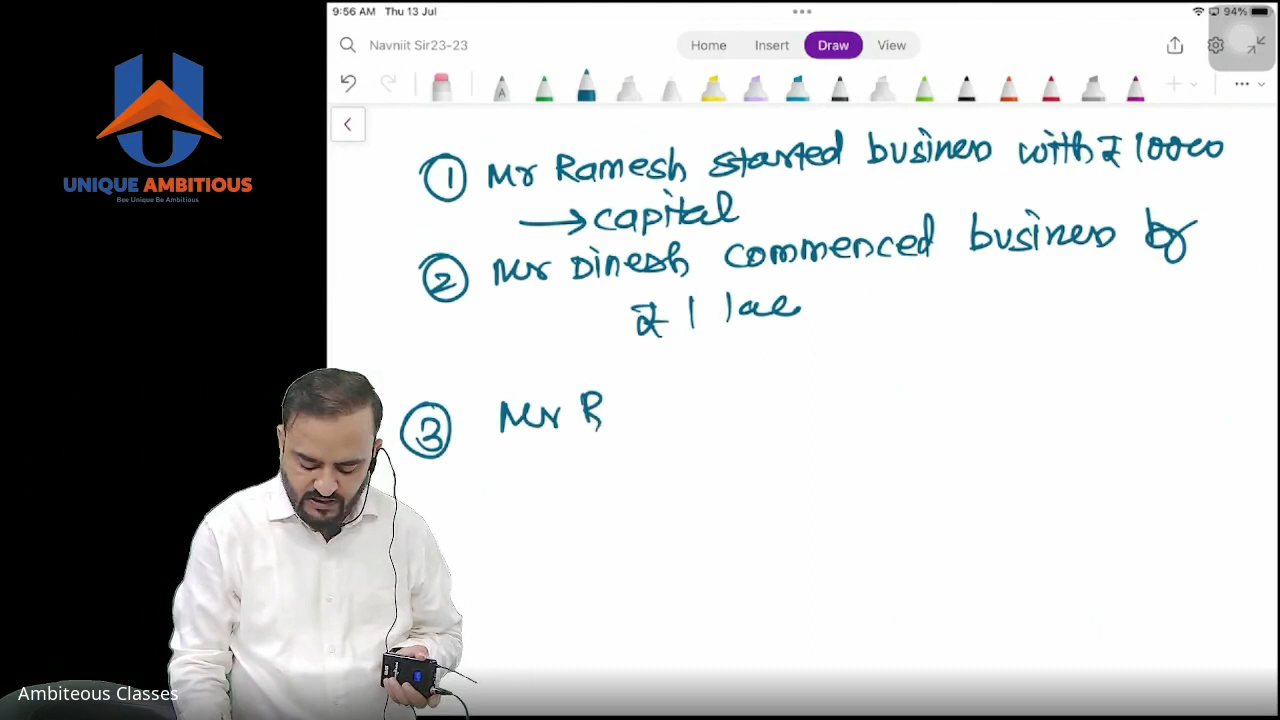 9:56 AM Thu 13 Jul
94%
Navniit Sir23-23
Home Insert Draw View
A
UNIQUE AMBITIOUS
Bee Unique Be Ambitious
① Mr Ramesh started business with ₹ 10000
→ capital
② Mr Dinesh commenced business by
₹ 1 lac
③ Mr R
Ambiteous Classes